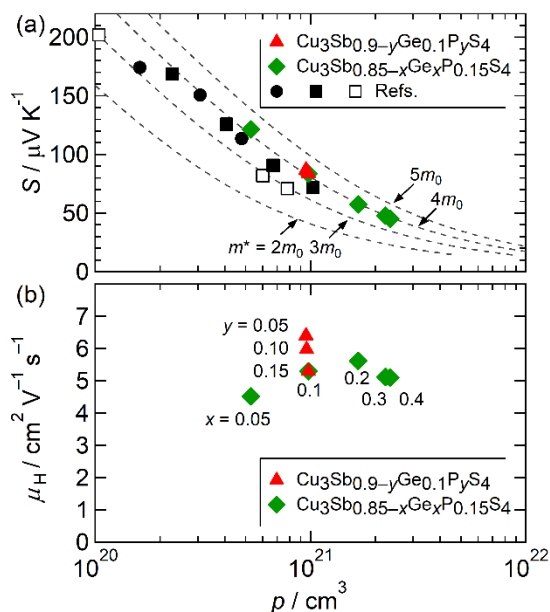 (a)
200
150
100
50
0
S / μV K⁻¹
Cu3Sb0.9–yGe0.1PyS4
Cu3Sb0.85–xGexP0.15S4
Refs.
5m0
4m0
m* = 2m0 3m0
(b)
7
6
5
4
3
2
1
0
μH / cm² V⁻¹ s⁻¹
y = 0.05
0.10
0.15
0.1
0.2
0.3 0.4
x = 0.05
Cu3Sb0.9–yGe0.1PyS4
Cu3Sb0.85–xGexP0.15S4
10²⁰ 10²¹ 10²²
p / cm³